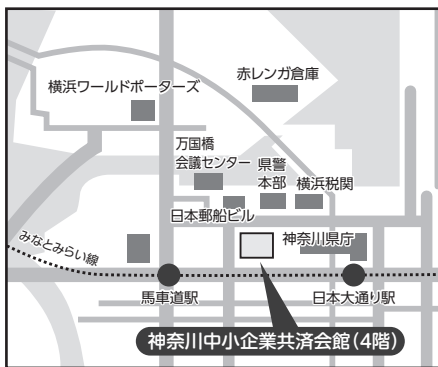 赤レンガ倉庫
横浜ワールドポーターズ
万国橋
会議センター
県警
本部
横浜税関
日本郵船ビル
みなとみらい線
神奈川県庁
馬車道駅
日本大通り駅
神奈川中小企業共済会館(4階)